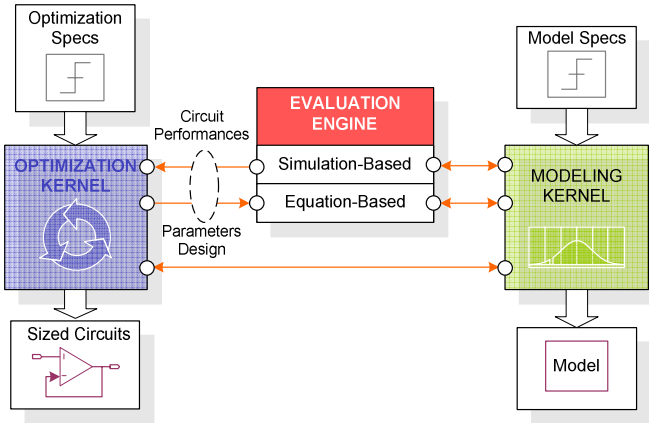 Optimization
Specs
Model Specs
EVALUATION
ENGINE
Circuit
Performances
OPTIMIZATION
KERNEL
Simulation-Based
Equation-Based
MODELING
KERNEL
Parameters
Design
Sized Circuits
Model